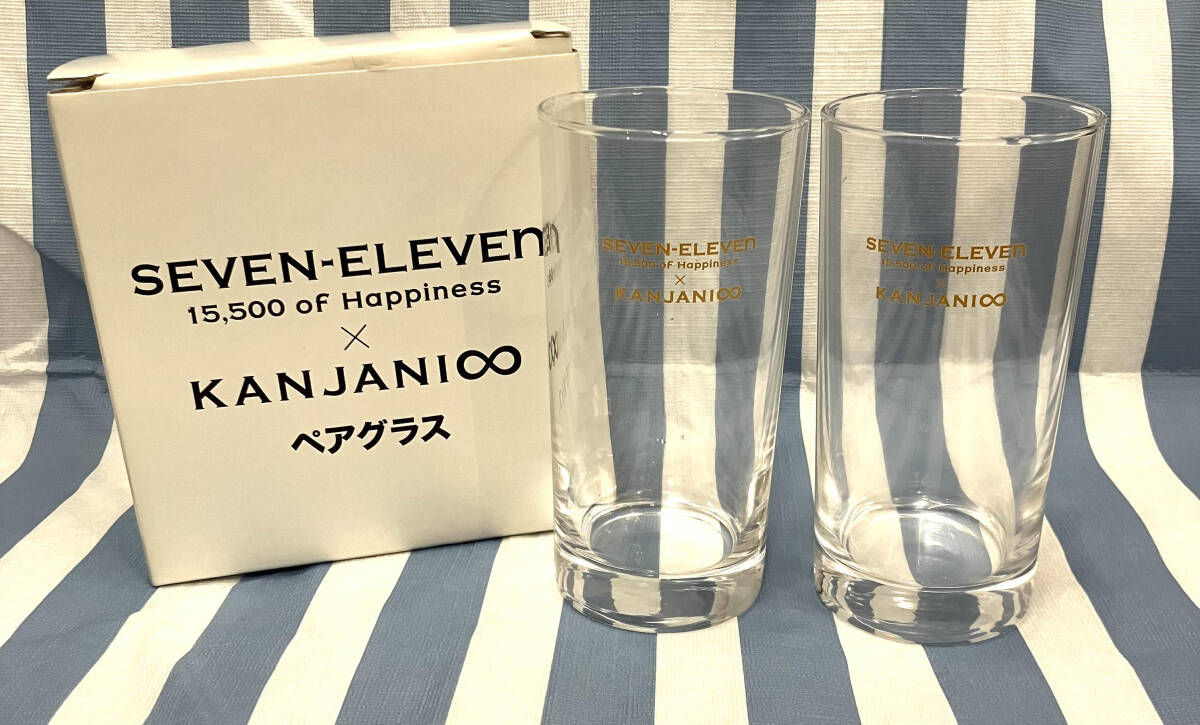 SEVEN-ELEVEn
15,500 of Happiness
×
KANJANI∞
ペアグラス
SEVEN-ELEVEn
15,500 of Happiness
×
KANJANI∞
SEVEN-ELEVEn
15,500 of Happiness
×
KANJANI∞